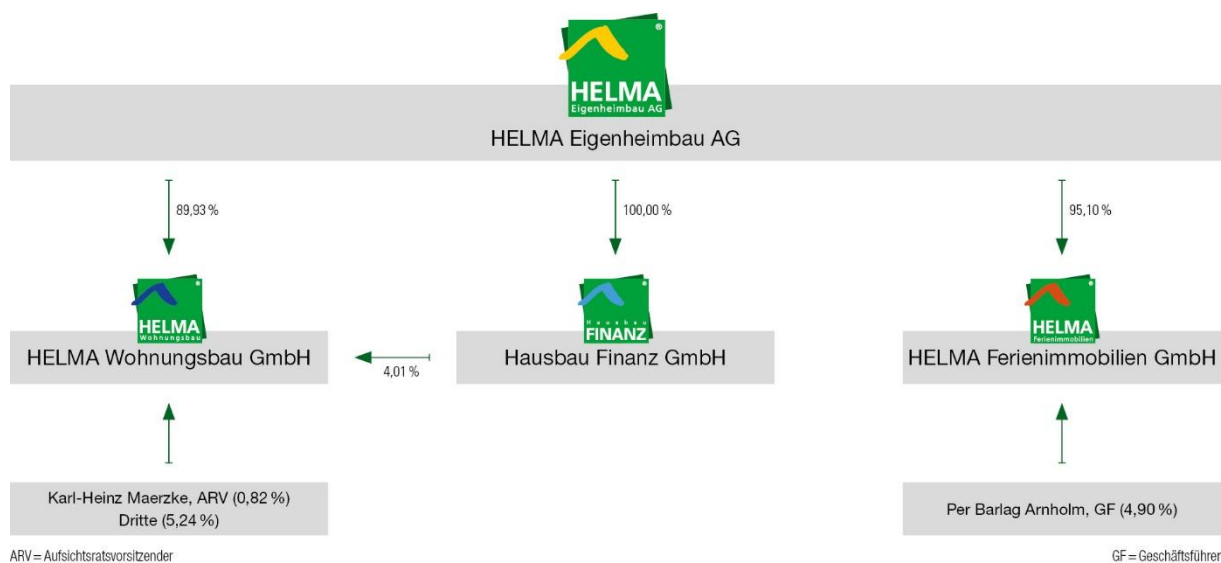 HELMA
Eigenheimbau AG
HELMA Eigenheimbau AG
89,93 %
100,00 %
95,10 %
HELMA
Wohnungsbau
Hausbau
FINANZ
HELMA
Ferienimmobilien
HELMA Wohnungsbau GmbH
4,01 %
Hausbau Finanz GmbH
HELMA Ferienimmobilien GmbH
Karl-Heinz Maerzke, ARV (0,82 %)
Dritte (5,24 %)
Per Barlag Arnholm, GF (4,90 %)
ARV = Aufsichtsratsvorsitzender
GF = Geschäftsführer